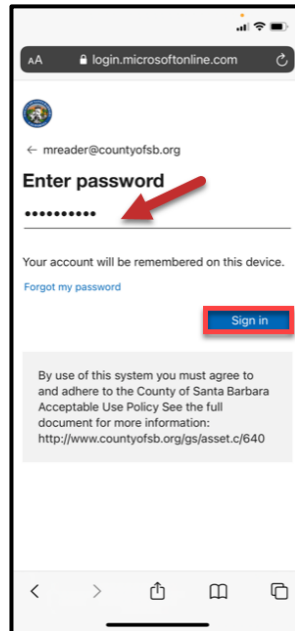 AA login.microsoftonline.com
← mreader@countyofsb.org
Enter password
••••••••••
Your account will be remembered on this device.
Forgot my password
Sign in
By use of this system you must agree to
and adhere to the County of Santa Barbara
Acceptable Use Policy See the full
document for more information:
http://www.countyofsb.org/gs/asset.c/640